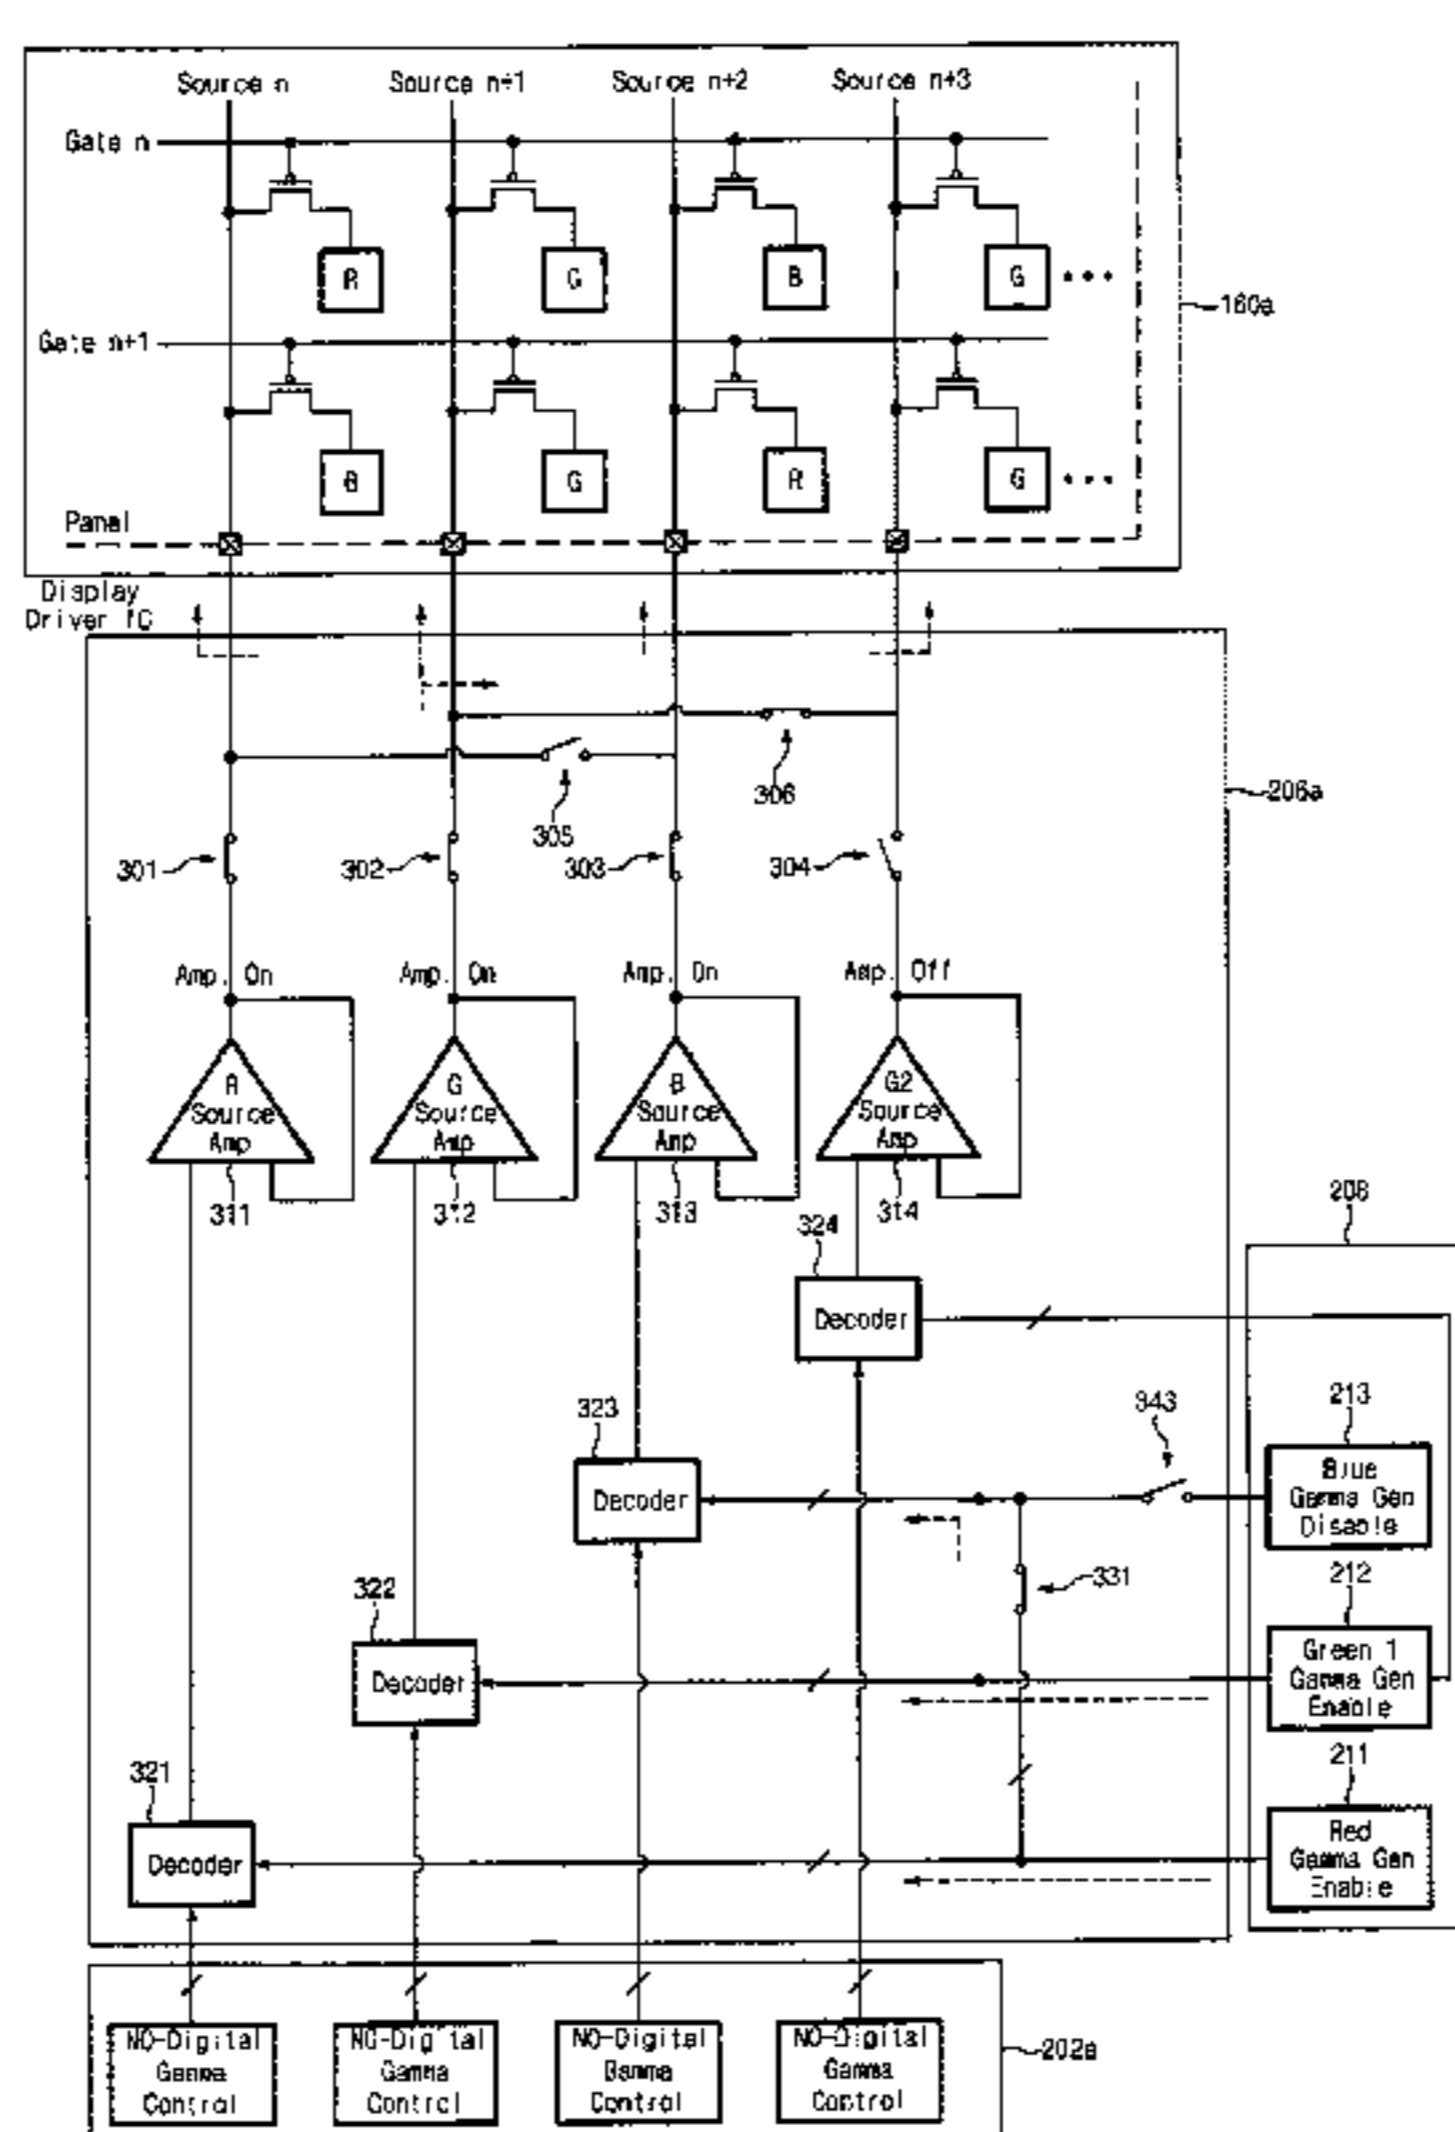 Source n Source n+1 Source n+2 Source n+3
Gate n
R G B G •••
160a
Gate n+1
B G R G •••
Panel
Display
Driver IC
306
206a
305
301 302 303 304
Amp. On Amp. On Amp. On Amp. Off
R
Source
Amp
G
Source
Amp
B
Source
Amp
G2
Source
Amp
311 312 313 314
208
324
Decoder
213
343
323
Decoder
Blue
Gamma Gen
Disable
331
212
322
Decoder
Green 1
Gamma Gen
Enable
211
321
Decoder
Red
Gamma Gen
Enable
NO-Digital
Gamma
Control
NO-Digital
Gamma
Control
NO-Digital
Gamma
Control
NO-Digital
Gamma
Control
202a